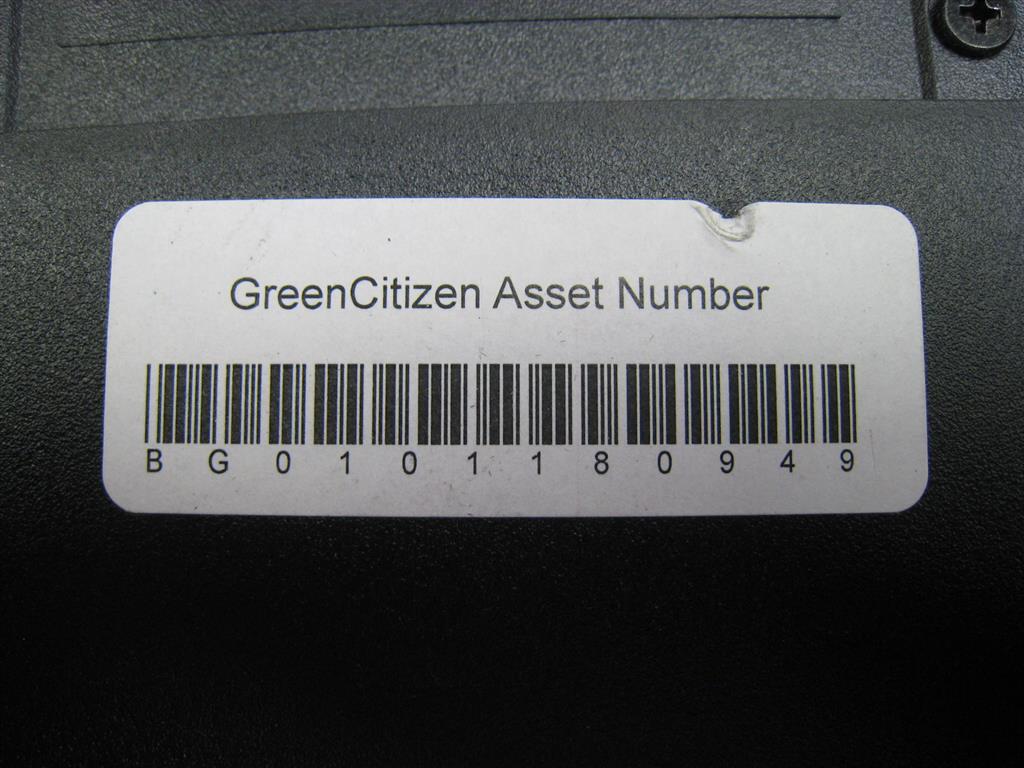 GreenCitizen Asset Number
B G 0 1 0 1 1 8 0 9 4 9